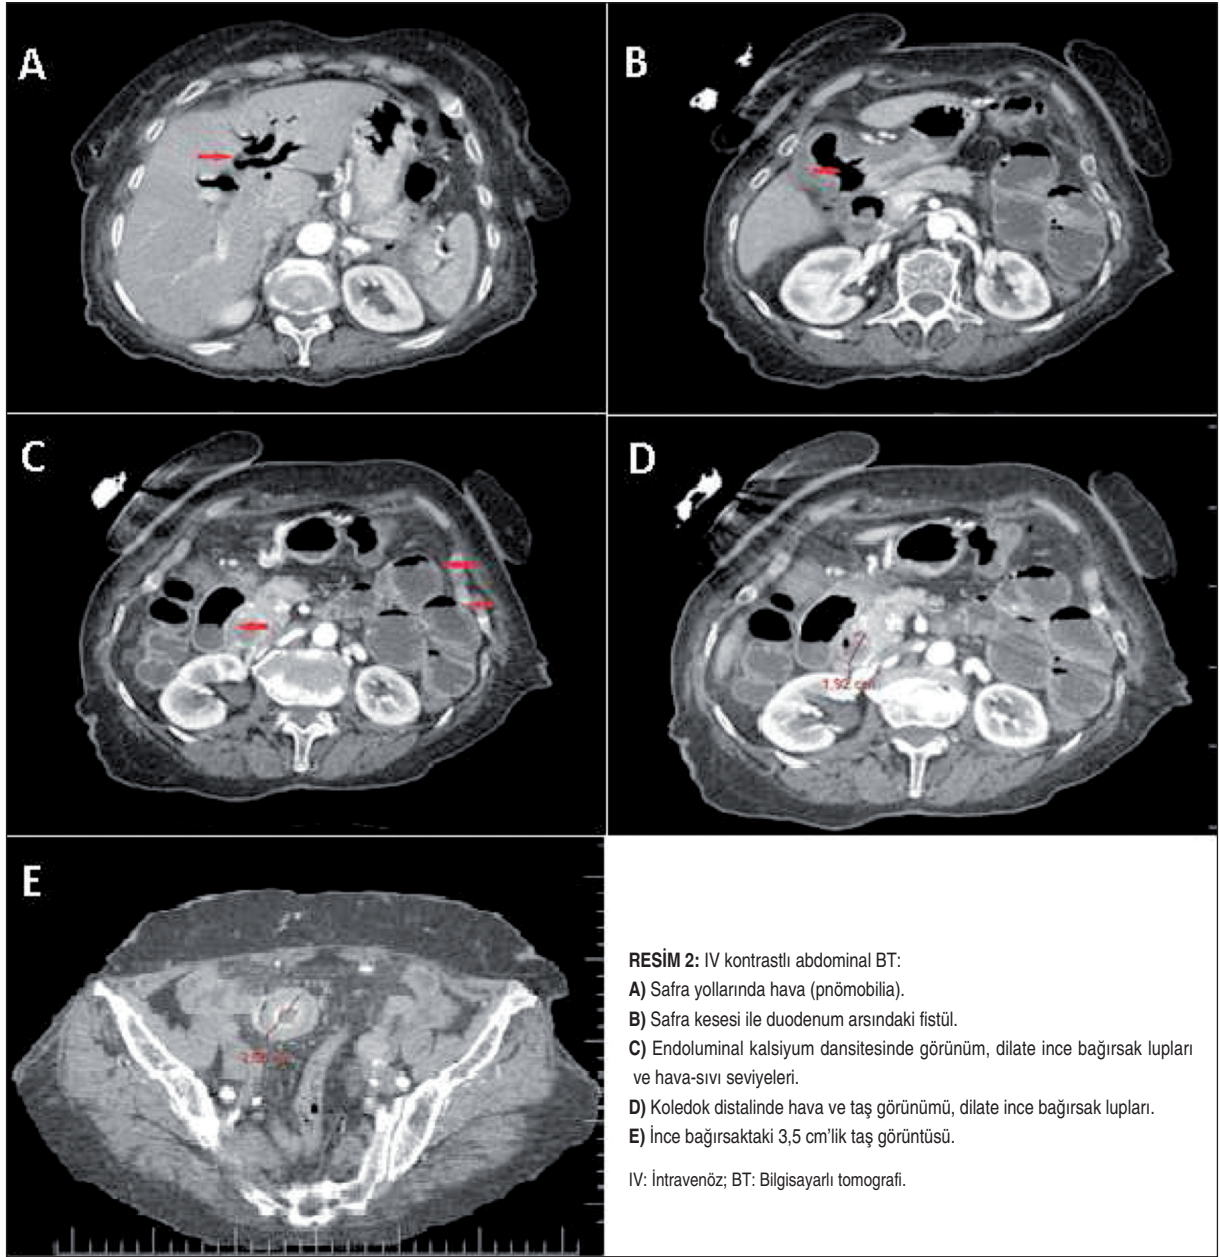 A
B
C
D
1,92 cm
E
RESİM 2: IV kontrastlı abdominal BT:
A) Safra yollarında hava (pnömobilia).
B) Safra kesesi ile duodenum arsındaki fistül.
C) Endoluminal kalsiyum dansitesinde görünüm, dilate ince bağırsak lupları
ve hava-sıvı seviyeleri.
D) Koledok distalinde hava ve taş görünümü, dilate ince bağırsak lupları.
E) İnce bağırsaktaki 3,5 cm'lik taş görüntüsü.
IV: İntravenöz; BT: Bilgisayarlı tomografi.